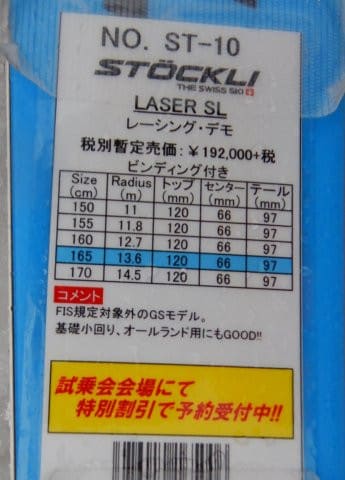 NO. ST-10
STÖCKLI
THE SWISS SKI
LASER SL
レーシング・デモ
税別暫定売価：￥192,000+税
ビンディング付き
Size (cm) Radius (m) トップ (mm) センター (mm) テール (mm)
150 11 120 66 97
155 11.8 120 66 97
160 12.7 120 66 97
165 13.6 120 66 97
170 14.5 120 66 97
コメント
FIS規定対象外のGSモデル。
基礎小回り、オールランド用にもGOOD!!
試乗会会場にて
特別割引で予約受付中!!